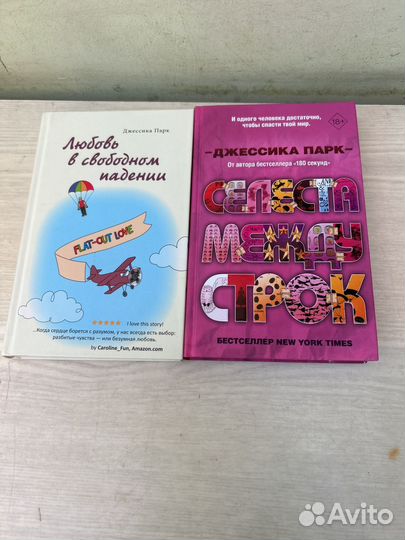 Джессика Парк
Любовь
в свободном
падении
FLAT-OUT LOVE
I love this story!
...Когда сердце борется с разумом, у нас всегда есть выбор:
разбитые чувства — или безумная любовь.
by Caroline_Fun, Amazon.com
И одного человека достаточно,
чтобы спасти твой мир.
18+
–ДЖЕССИКА ПАРК–
От автора бестселлера «180 секунд»
СЕЛЕСТА
МЕЖДУ
СТРОК
БЕСТСЕЛЛЕР NEW YORK TIMES
Avito